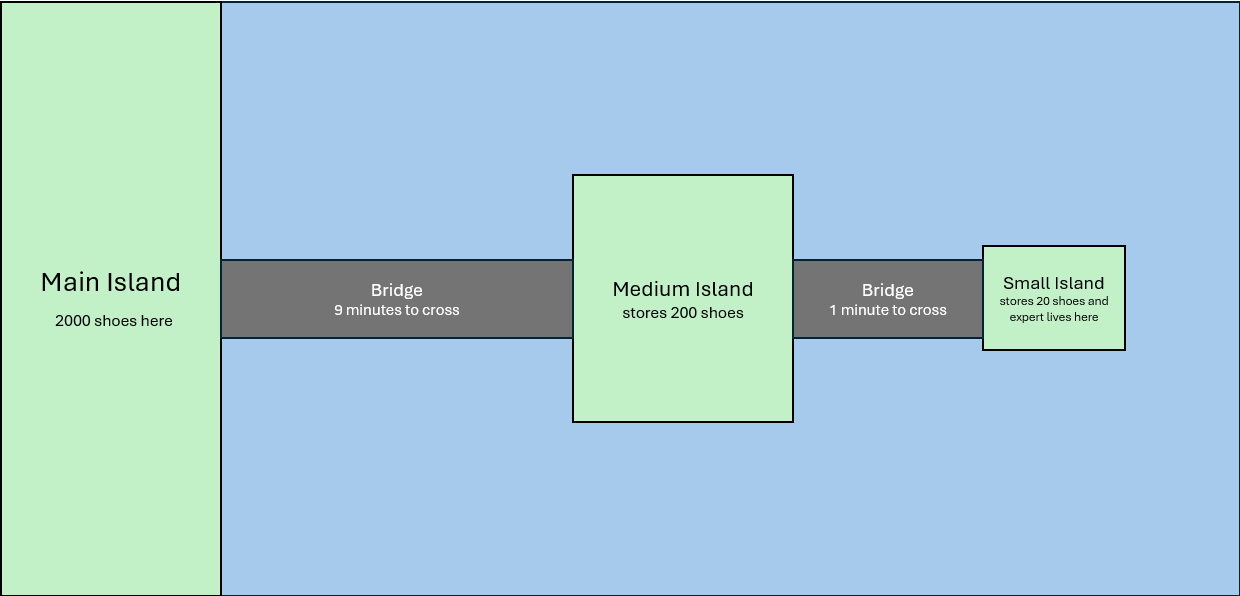 Main Island
2000 shoes here
Bridge
9 minutes to cross
Medium Island
stores 200 shoes
Bridge
1 minute to cross
Small Island
stores 20 shoes and
expert lives here